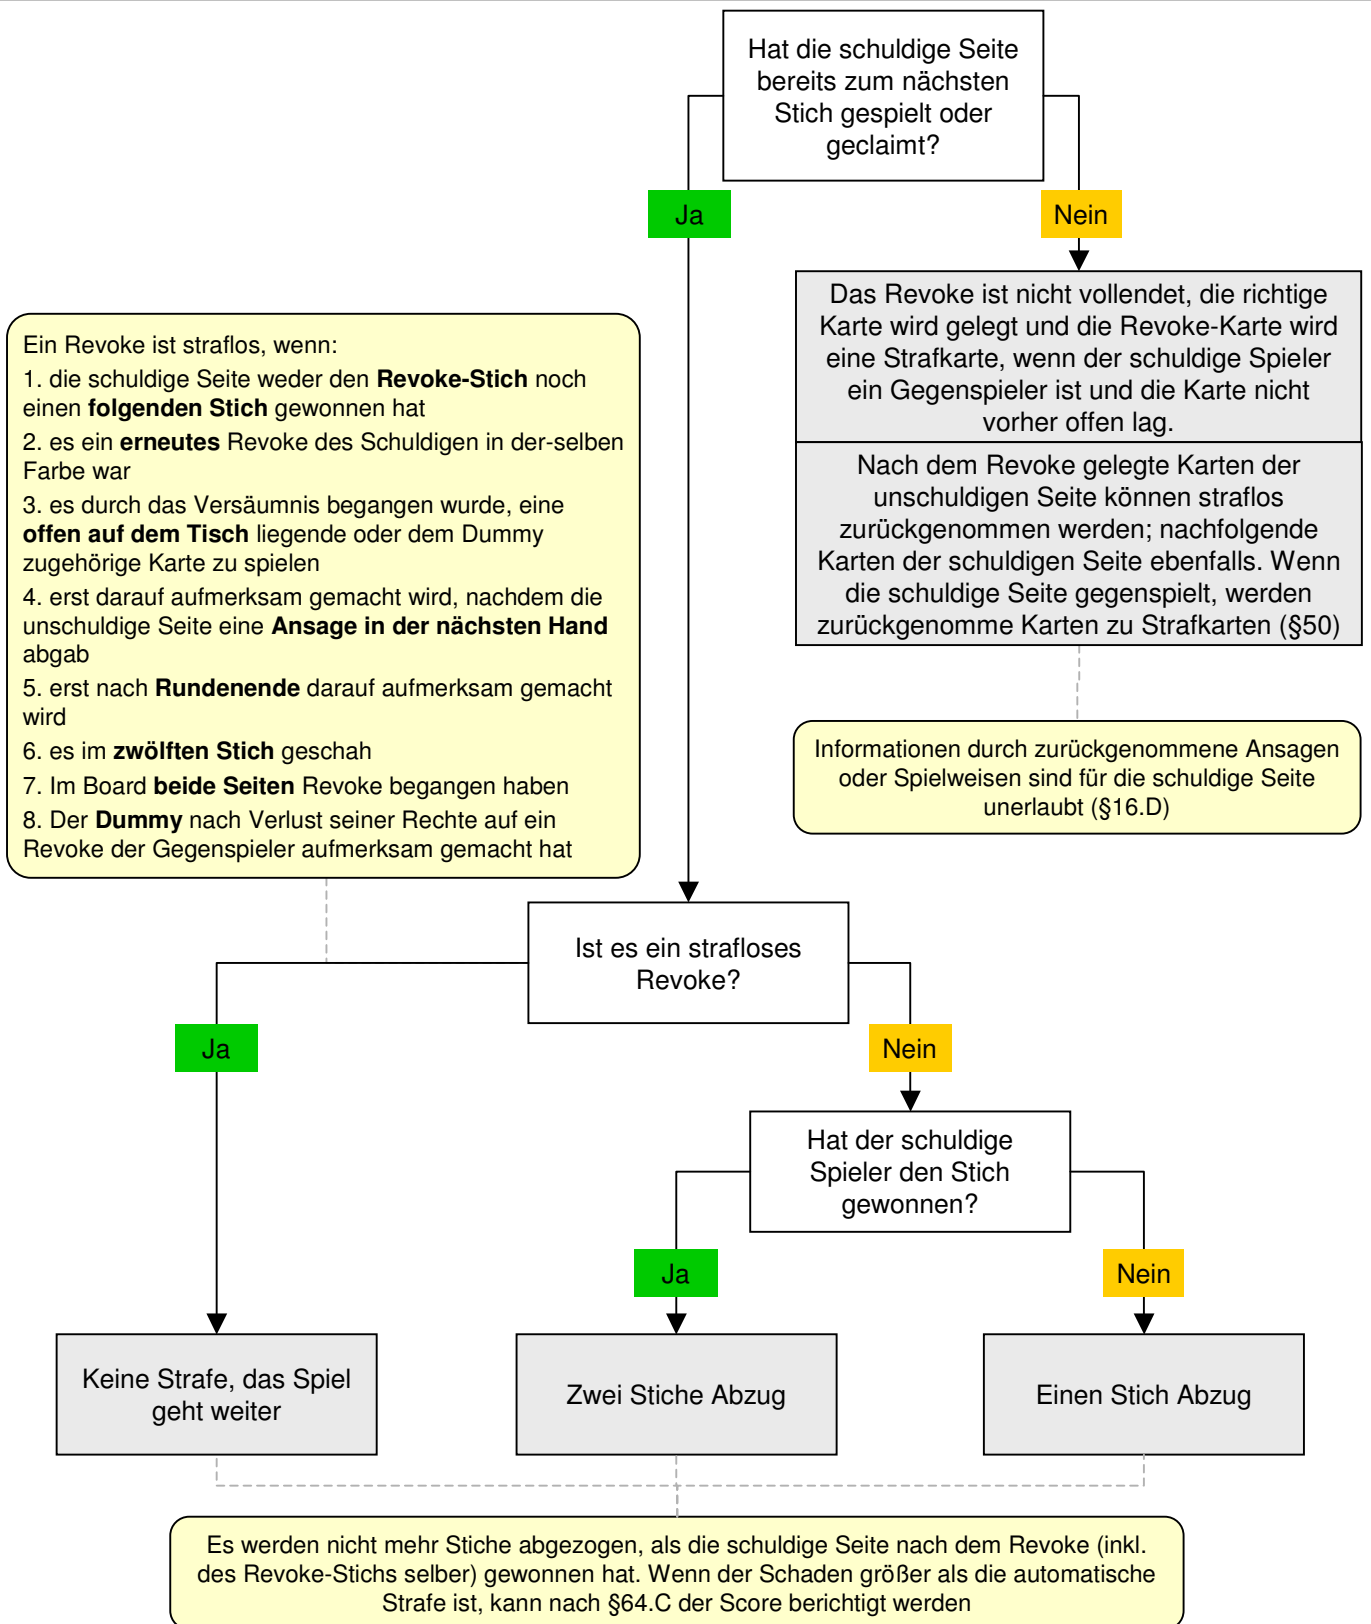 Hat die schuldige Seite
bereits zum nächsten
Stich gespielt oder
geclaimt?
Ja
Nein
Das Revoke ist nicht vollendet, die richtige
Karte wird gelegt und die Revoke-Karte wird
eine Strafkarte, wenn der schuldige Spieler
ein Gegenspieler ist und die Karte nicht
vorher offen lag.
Nach dem Revoke gelegte Karten der
unschuldigen Seite können straflos
zurückgenommen werden; nachfolgende
Karten der schuldigen Seite ebenfalls. Wenn
die schuldige Seite gegenspielt, werden
zurückgenomme Karten zu Strafkarten (§50)
Informationen durch zurückgenommene Ansagen
oder Spielweisen sind für die schuldige Seite
unerlaubt (§16.D)
Ein Revoke ist straflos, wenn:
1. die schuldige Seite weder den Revoke-Stich noch
einen folgenden Stich gewonnen hat
2. es ein erneutes Revoke des Schuldigen in der-selben
Farbe war
3. es durch das Versäumnis begangen wurde, eine
offen auf dem Tisch liegende oder dem Dummy
zugehörige Karte zu spielen
4. erst darauf aufmerksam gemacht wird, nachdem die
unschuldige Seite eine Ansage in der nächsten Hand
abgab
5. erst nach Rundenende darauf aufmerksam gemacht
wird
6. es im zwölften Stich geschah
7. Im Board beide Seiten Revoke begangen haben
8. Der Dummy nach Verlust seiner Rechte auf ein
Revoke der Gegenspieler aufmerksam gemacht hat
Ist es ein strafloses
Revoke?
Ja
Nein
Hat der schuldige
Spieler den Stich
gewonnen?
Ja
Nein
Keine Strafe, das Spiel
geht weiter
Zwei Stiche Abzug
Einen Stich Abzug
Es werden nicht mehr Stiche abgezogen, als die schuldige Seite nach dem Revoke (inkl.
des Revoke-Stichs selber) gewonnen hat. Wenn der Schaden größer als die automatische
Strafe ist, kann nach §64.C der Score berichtigt werden